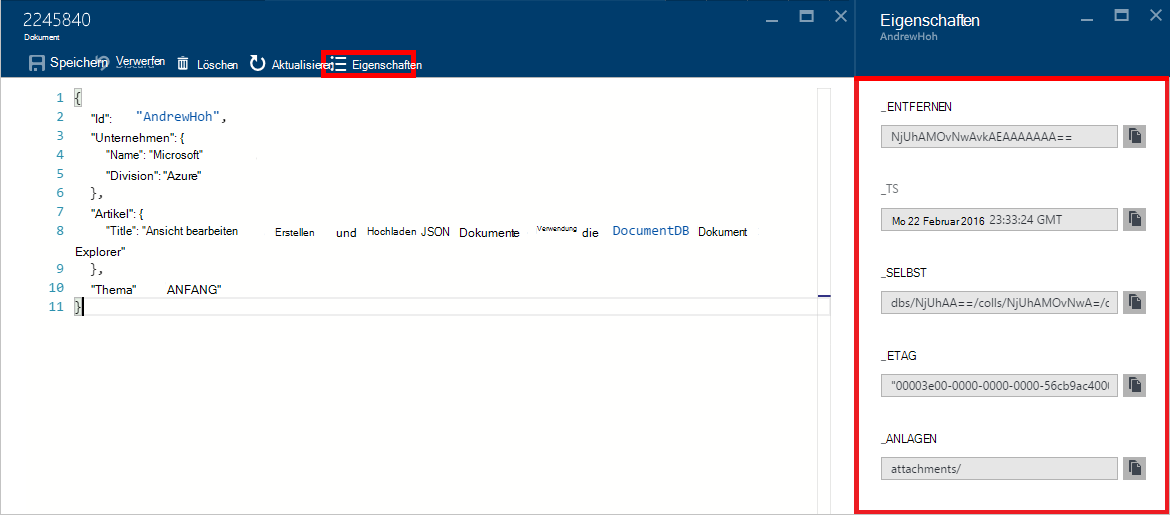 2245840
Dokument
Speichern Verwerfen Löschen Aktualisieren Eigenschaften
1 {
2 "Id": "AndrewHoh",
3 "Unternehmen": {
4 "Name": "Microsoft"
5 "Division": "Azure"
6 },
7 "Artikel": {
8 "Title": "Ansicht bearbeiten Erstellen und Hochladen JSON Dokumente Verwendung die DocumentDB Dokument
Explorer"
9 },
10 "Thema" ANFANG"
11 }
Eigenschaften
AndrewHoh
_ENTFERNEN
NjUhAMOvNwAvkAEAAAAAAA==
_TS
Mo 22 Februar 2016 23:33:24 GMT
_SELBST
dbs/NjUhAA==/colls/NjUhAMOvNwA=/c
_ETAG
"00003e00-0000-0000-0000-56cb9ac4000
_ANLAGEN
attachments/